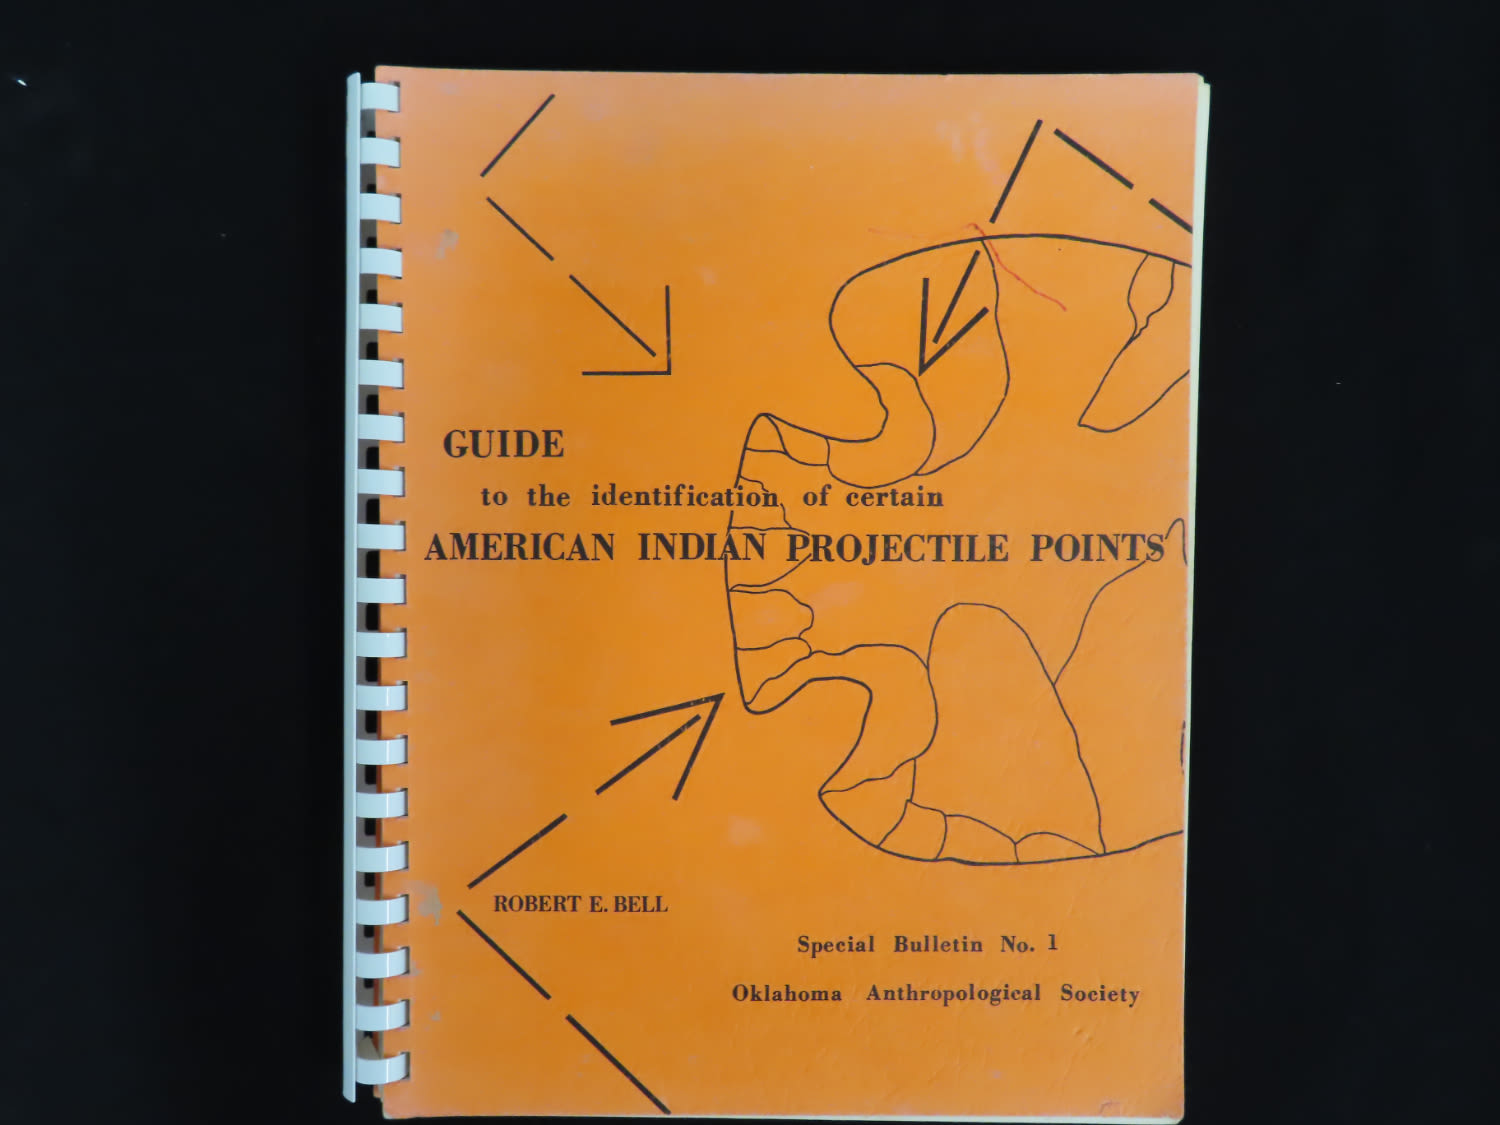 GUIDE
to the identification of certain
AMERICAN INDIAN PROJECTILE POINTS
ROBERT E. BELL
Special Bulletin No. 1
Oklahoma Anthropological Society